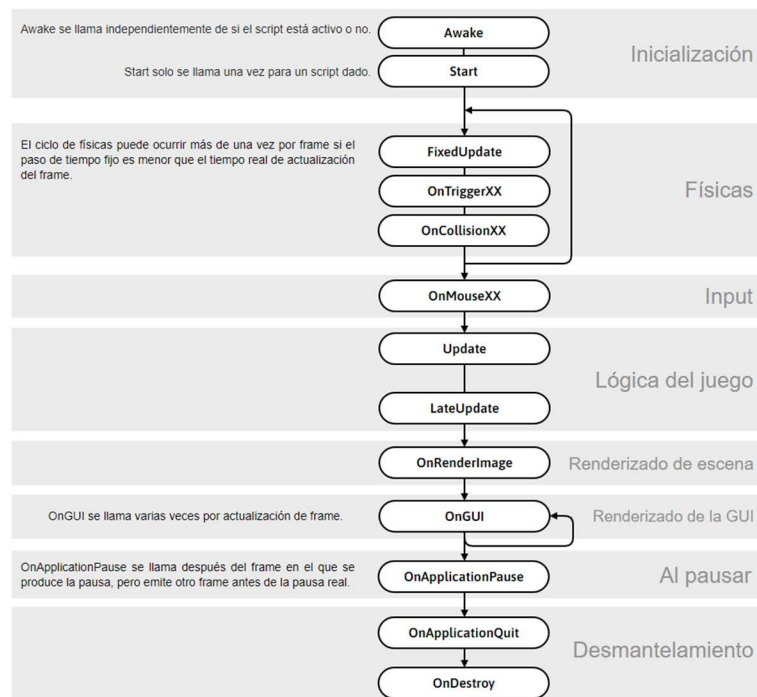 Awake se llama independientemente de si el script está activo o no.
Awake
Inicialización
Start solo se llama una vez para un script dado.
Start
El ciclo de físicas puede ocurrir más de una vez por frame si el
paso de tiempo fijo es menor que el tiempo real de actualización
del frame.
FixedUpdate
OnTriggerXX
Físicas
OnCollisionXX
OnMouseXX
Input
Update
Lógica del juego
LateUpdate
OnRenderImage
Renderizado de escena
OnGUI se llama varias veces por actualización de frame.
OnGUI
Renderizado de la GUI
OnApplicationPause se llama después del frame en el que se
produce la pausa, pero emite otro frame antes de la pausa real.
OnApplicationPause
Al pausar
OnApplicationQuit
Desmantelamiento
OnDestroy